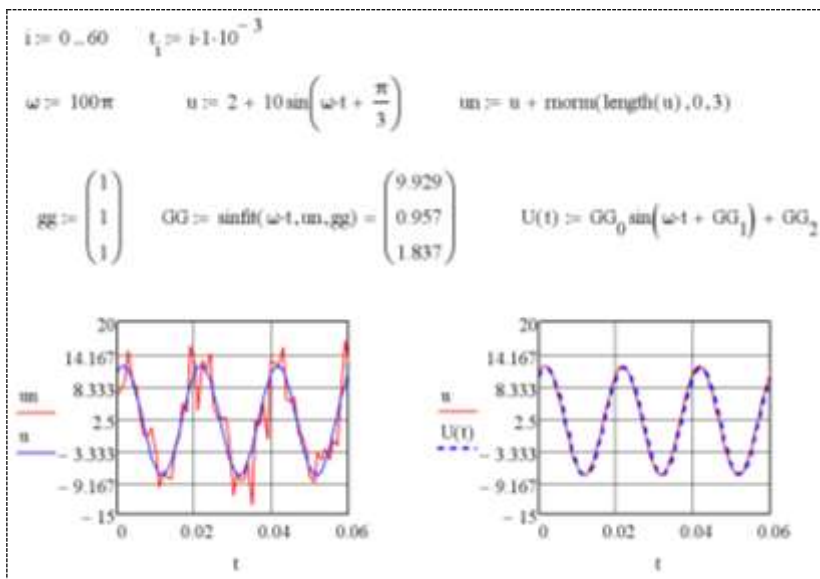 i := 0 .. 60 t_i := i·1·10^-3
ω := 100π u := 2 + 10 sin(ω·t + π/3) un := u + rnorm(length(u), 0, 3)
gg := (1 1 1) GG := sinfit(ω·t, un, gg) = (9.929 0.957 1.837) U(t) := GG_0 sin(ω·t + GG_1) + GG_2
un
u
20
14.167
8.333
2.5
− 3.333
− 9.167
− 15
0 0.02 0.04 0.06
t
u
U(t)
20
14.167
8.333
2.5
− 3.333
− 9.167
− 15
0 0.02 0.04 0.06
t